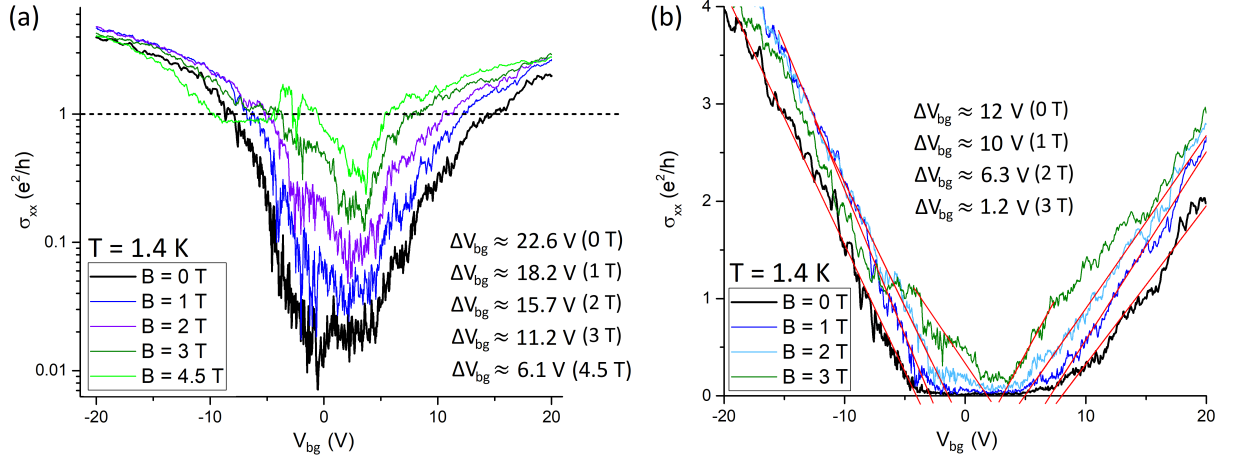 (a)
1
0.1
0.01
σxx (e²/h)
T = 1.4 K
B = 0 T
B = 1 T
B = 2 T
B = 3 T
B = 4.5 T
ΔVbg ≈ 22.6 V (0 T)
ΔVbg ≈ 18.2 V (1 T)
ΔVbg ≈ 15.7 V (2 T)
ΔVbg ≈ 11.2 V (3 T)
ΔVbg ≈ 6.1 V (4.5 T)
-20 -10 0 10 20
Vbg (V)
(b)
4
3
2
1
0
σxx (e²/h)
ΔVbg ≈ 12 V (0 T)
ΔVbg ≈ 10 V (1 T)
ΔVbg ≈ 6.3 V (2 T)
ΔVbg ≈ 1.2 V (3 T)
T = 1.4 K
B = 0 T
B = 1 T
B = 2 T
B = 3 T
-20 -10 0 10 20
Vbg (V)